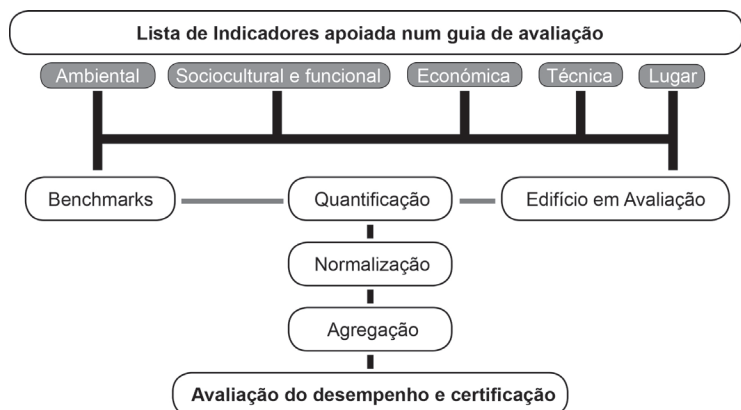 Lista de Indicadores apoiada num guia de avaliação
Ambiental
Sociocultural e funcional
Económica
Técnica
Lugar
Benchmarks
Quantificação
Edifício em Avaliação
Normalização
Agregação
Avaliação do desempenho e certificação